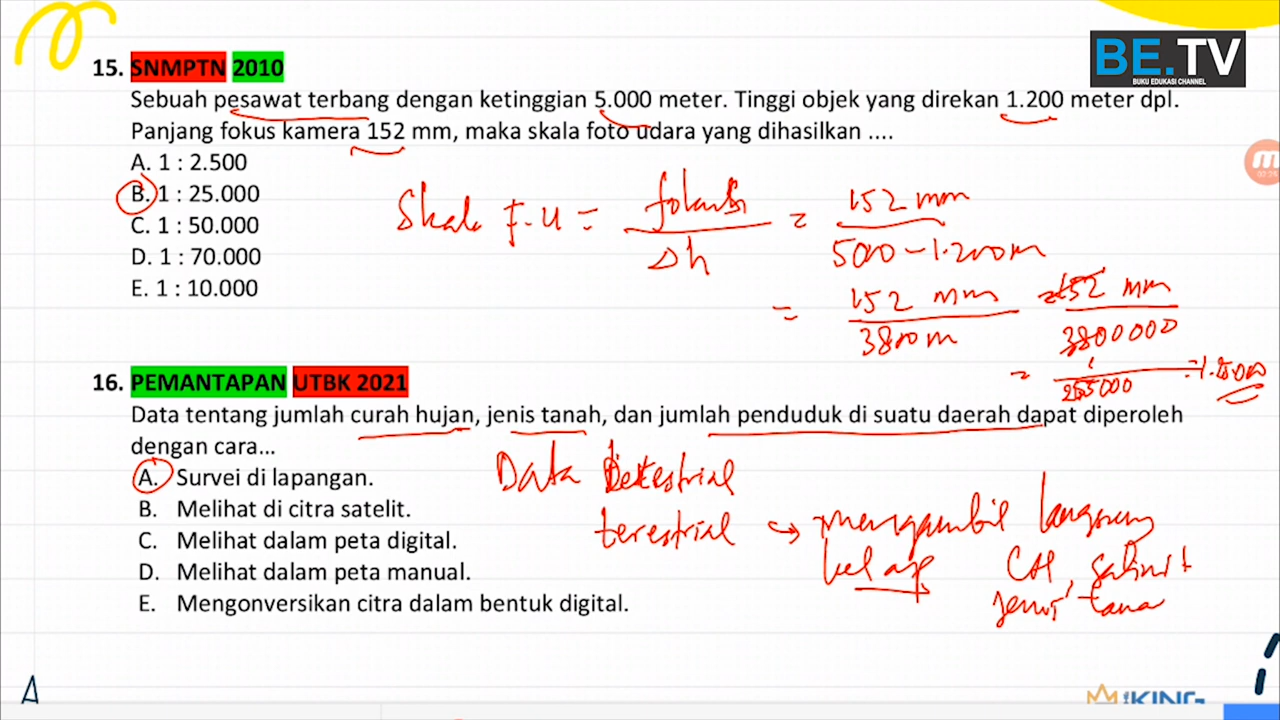 BE.TV
BUKU EDUKASI CHANNEL
15. SNMPTN 2010
Sebuah pesawat terbang dengan ketinggian 5.000 meter. Tinggi objek yang direkan 1.200 meter dpl.
Panjang fokus kamera 152 mm, maka skala foto udara yang dihasilkan ....
A. 1 : 2.500
B. 1 : 25.000
C. 1 : 50.000
D. 1 : 70.000
E. 1 : 10.000
Skala F.U = / Δh = 152 mm / 5000 - 1.200 m
= 152 mm / 3800 m = 152 mm / 3800000
16. PEMANTAPAN UTBK 2021
Data tentang jumlah curah hujan, jenis tanah, dan jumlah penduduk di suatu daerah dapat diperoleh
dengan cara...
A. Survei di lapangan.
B. Melihat di citra satelit.
C. Melihat dalam peta digital.
D. Melihat dalam peta manual.
E. Mengonversikan citra dalam bentuk digital.
Data
terestrial → mengambil langsung
CH,
jenis tana
A
KING